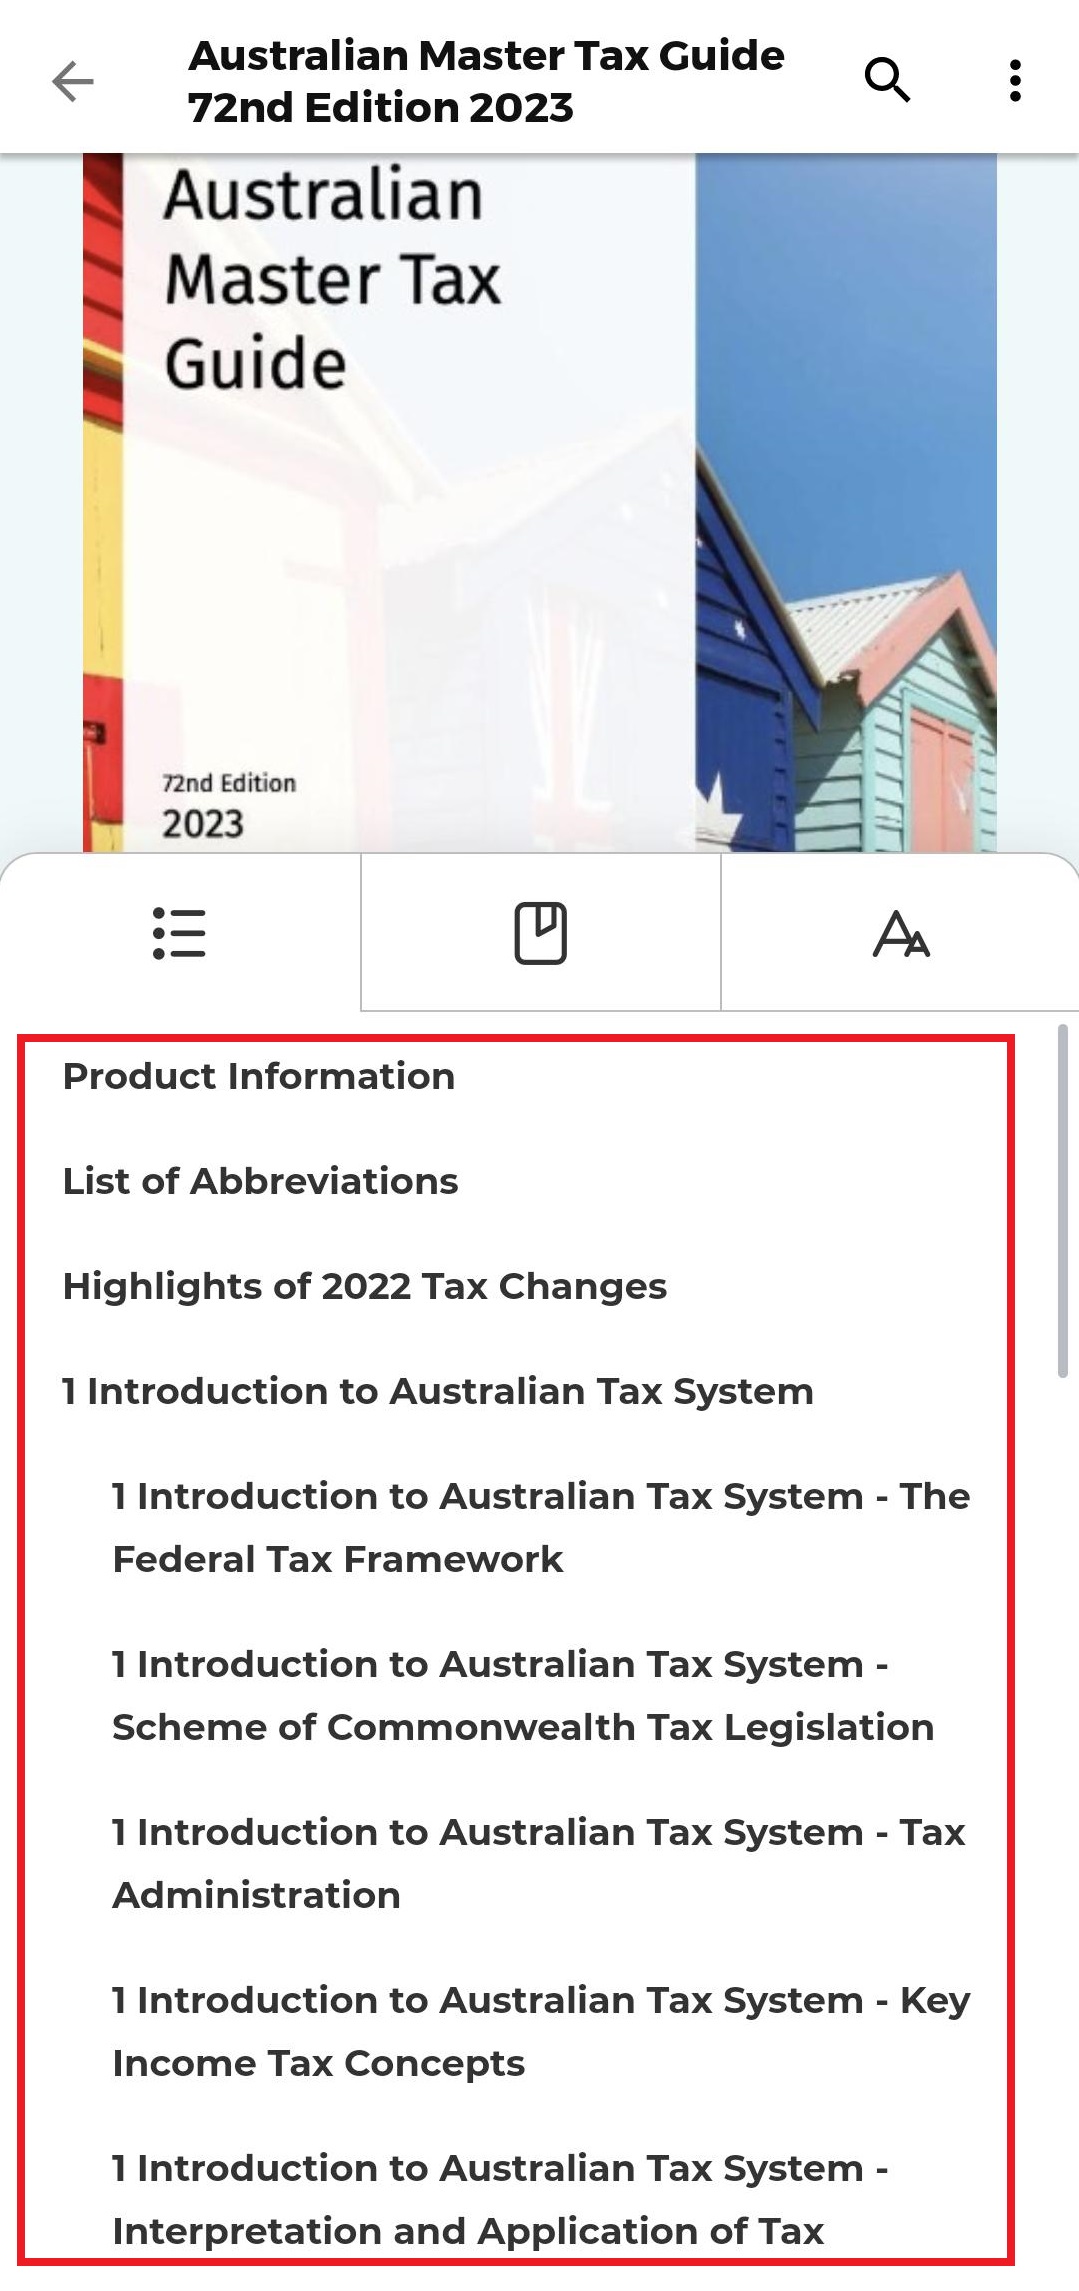 Australian Master Tax Guide
72nd Edition 2023
Australian
Master Tax
Guide
72nd Edition
2023
Product Information
List of Abbreviations
Highlights of 2022 Tax Changes
1 Introduction to Australian Tax System
1 Introduction to Australian Tax System - The
Federal Tax Framework
1 Introduction to Australian Tax System -
Scheme of Commonwealth Tax Legislation
1 Introduction to Australian Tax System - Tax
Administration
1 Introduction to Australian Tax System - Key
Income Tax Concepts
1 Introduction to Australian Tax System -
Interpretation and Application of Tax